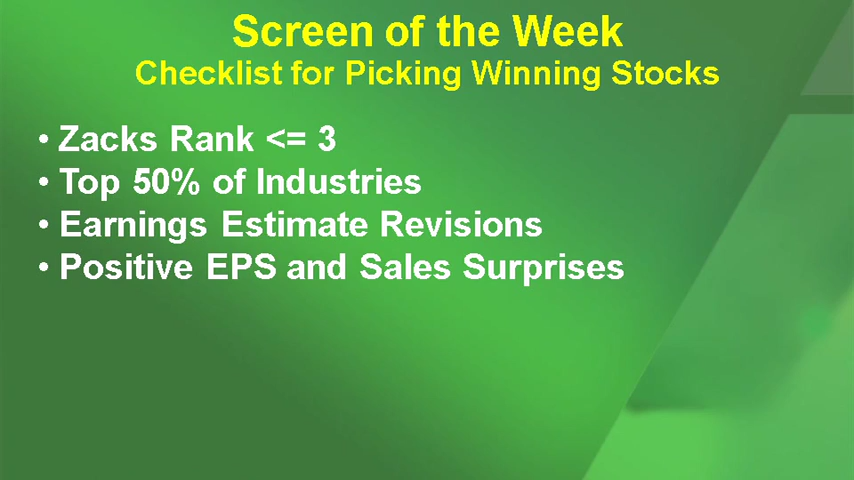 Screen of the Week
Checklist for Picking Winning Stocks
• Zacks Rank <= 3
• Top 50% of Industries
• Earnings Estimate Revisions
• Positive EPS and Sales Surprises